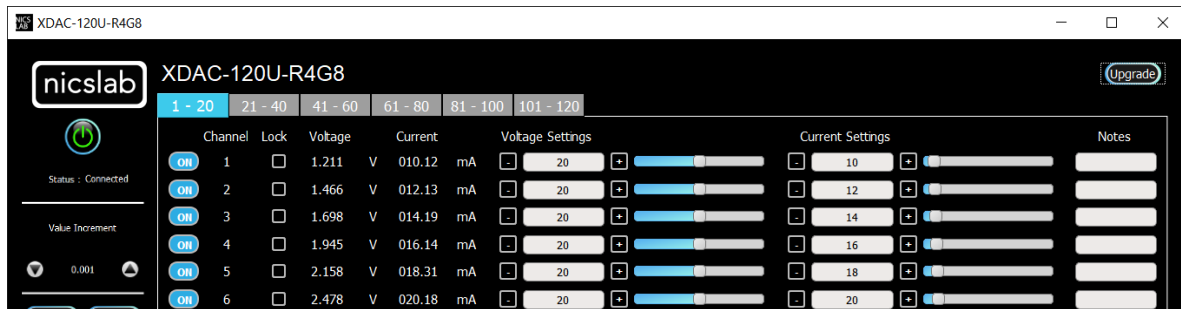 NICS LAB XDAC-120U-R4G8
nicslab XDAC-120U-R4G8 Upgrade
1 - 20 21 - 40 41 - 60 61 - 80 81 - 100 101 - 120
Channel Lock Voltage Current Voltage Settings Current Settings Notes
ON 1 1.211 V 010.12 mA - 20 + - 10 +
Status : Connected
ON 2 1.466 V 012.13 mA - 20 + - 12 +
ON 3 1.698 V 014.19 mA - 20 + - 14 +
Value Increment
ON 4 1.945 V 016.14 mA - 20 + - 16 +
0.001 ON 5 2.158 V 018.31 mA - 20 + - 18 +
ON 6 2.478 V 020.18 mA - 20 + - 20 +